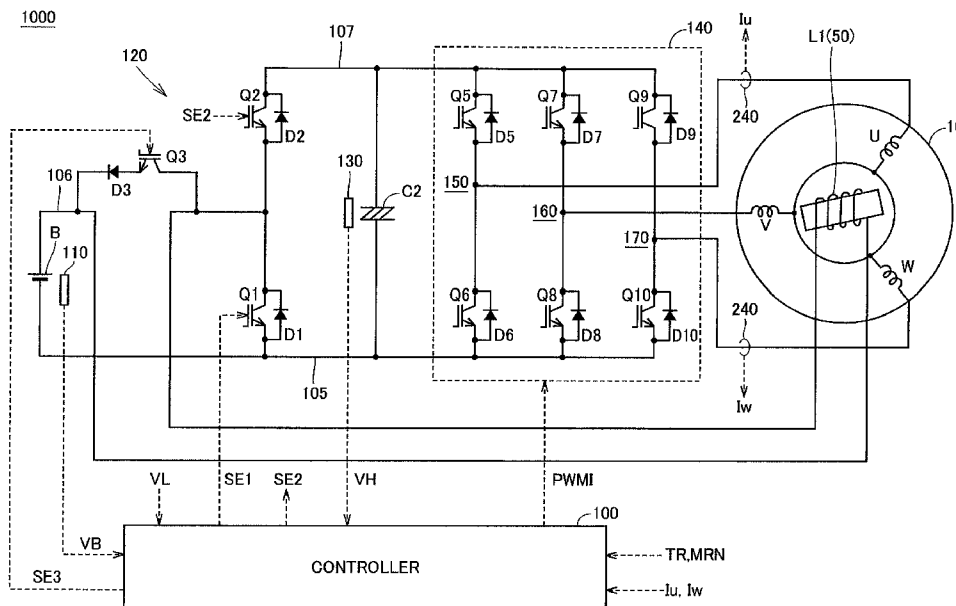 1000
107
140
Iu
L1(50)
120
Q2
Q5
Q7
Q9
240
SE2
D2
D5
D7
D9
10
U
Q3
130
D3
C2
150
106
160
V
B
110
170
W
Q1
Q6
Q8
Q10
240
D1
D6
D8
D10
105
Iw
VL
SE1
SE2
VH
PWMI
100
VB
CONTROLLER
TR,MRN
SE3
Iu, Iw